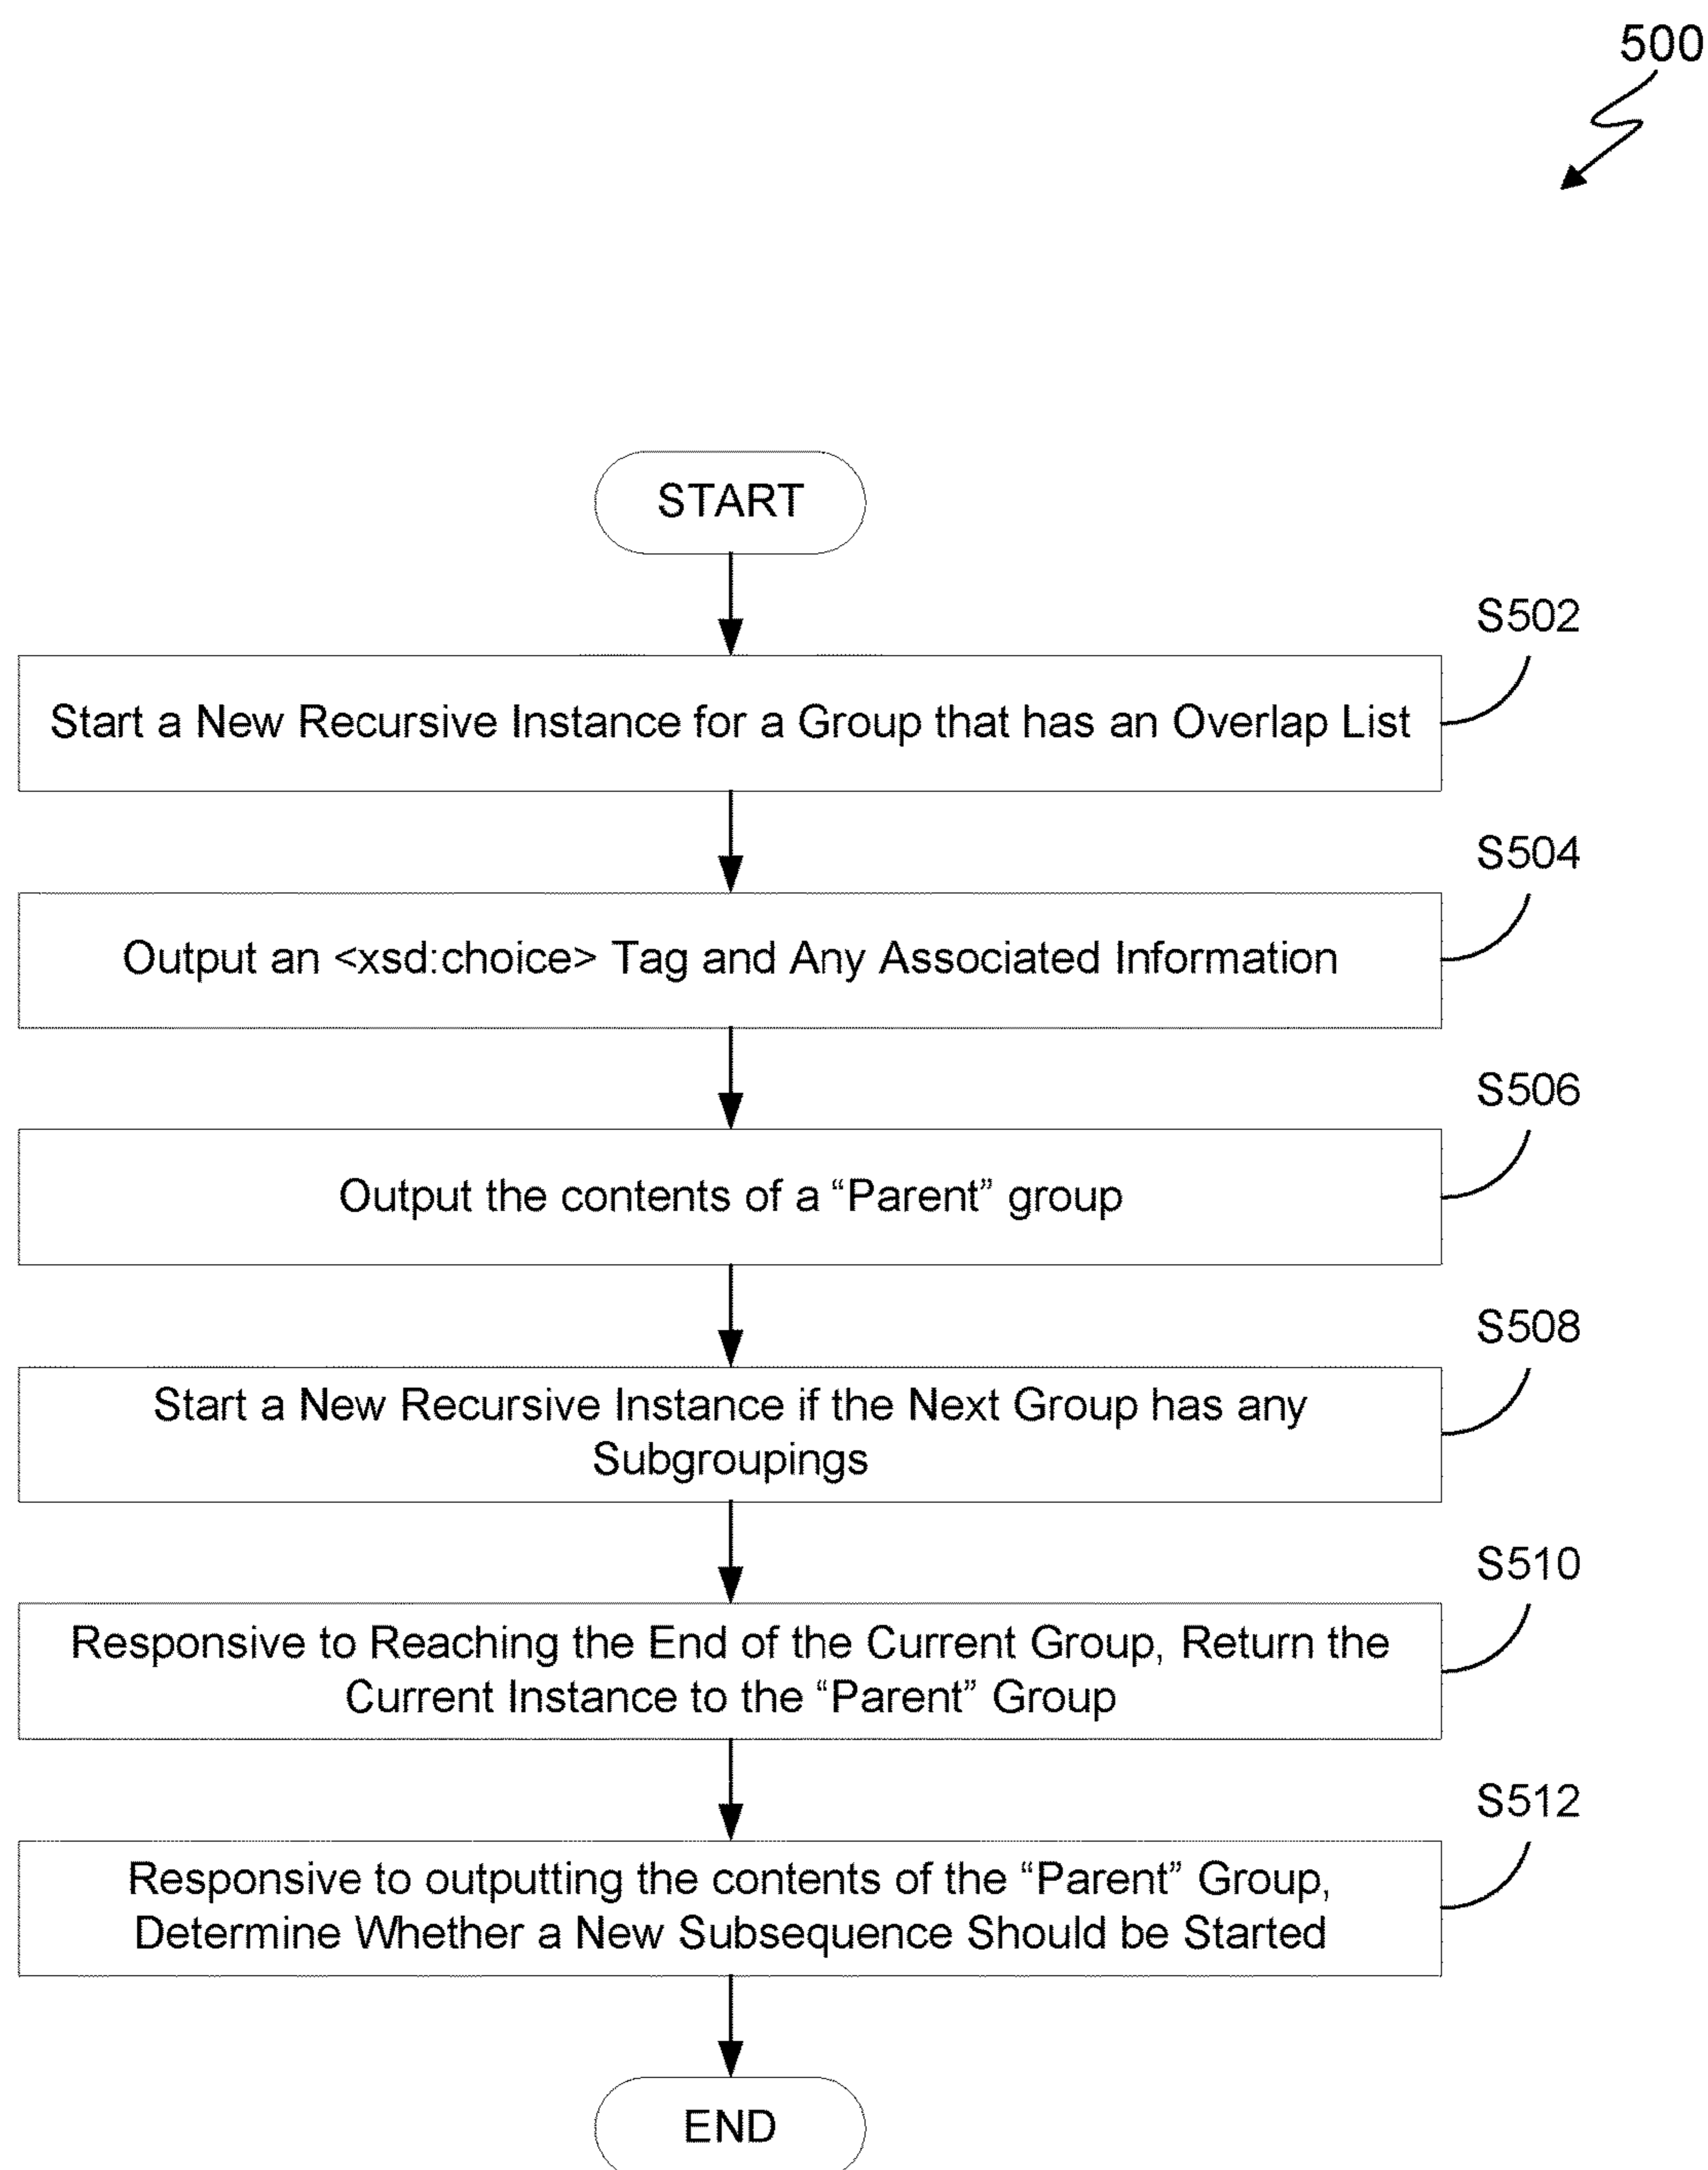 500
START
S502
Start a New Recursive Instance for a Group that has an Overlap List
S504
Output an <xsd:choice> Tag and Any Associated Information
S506
Output the contents of a “Parent” group
S508
Start a New Recursive Instance if the Next Group has any
Subgroupings
S510
Responsive to Reaching the End of the Current Group, Return the
Current Instance to the “Parent” Group
S512
Responsive to outputting the contents of the “Parent” Group,
Determine Whether a New Subsequence Should be Started
END